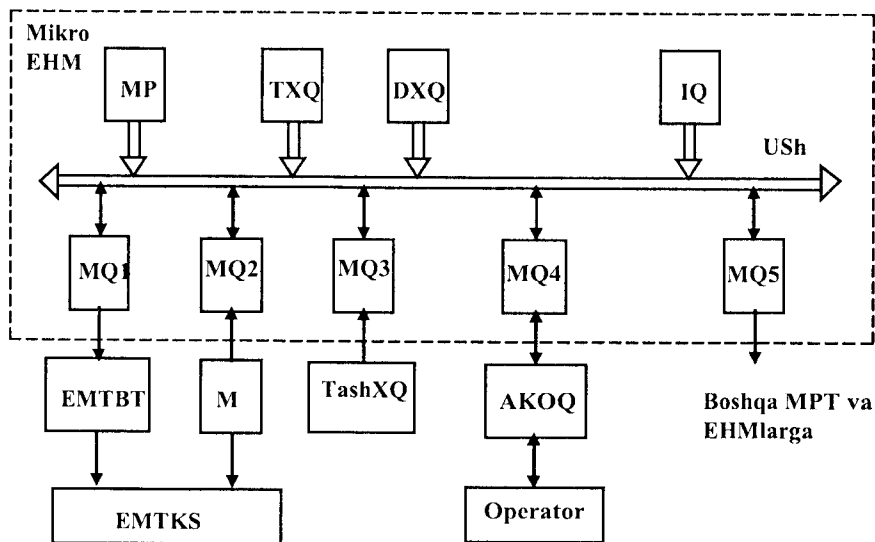 Mikro
EHM
MP
TXQ
DXQ
IQ
USh
MQ1
MQ2
MQ3
MQ4
MQ5
EMTBT
M
TashXQ
AKOQ
Boshqa MPT va
EHMlarga
EMTKS
Operator